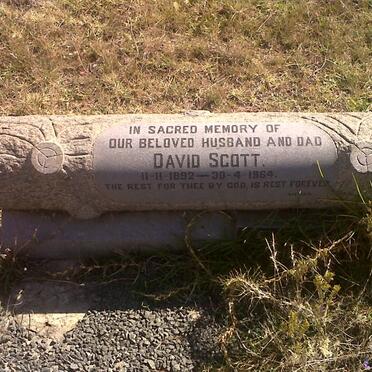 IN SACRED MEMORY OF
OUR BELOVED HUSBAND AND DAD
DAVID SCOTT.
11·11·1892 — 30·4·1964.
THE REST FOR THEE BY GOD, IS REST FOREVER